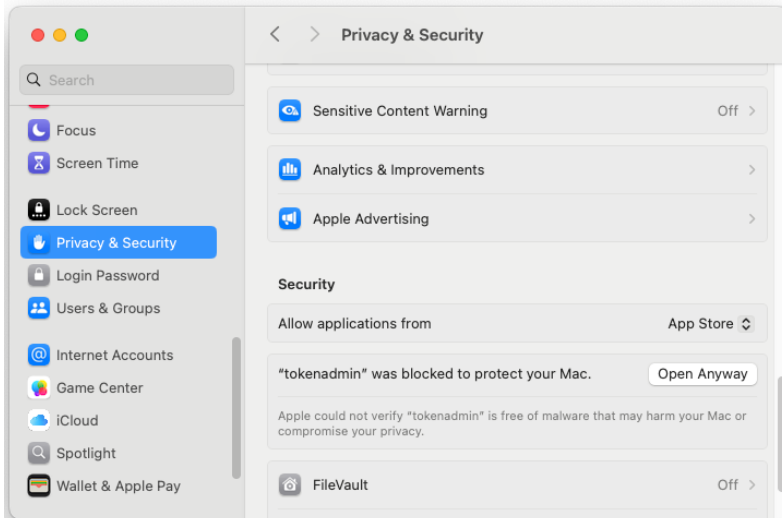 Privacy & Security
Search
Focus
Screen Time
Lock Screen
Privacy & Security
Login Password
Users & Groups
Internet Accounts
Game Center
iCloud
Spotlight
Wallet & Apple Pay
Sensitive Content Warning
Off
Analytics & Improvements
Apple Advertising
Security
Allow applications from
App Store
“tokenadmin” was blocked to protect your Mac.
Open Anyway
Apple could not verify “tokenadmin” is free of malware that may harm your Mac or
compromise your privacy.
FileVault
Off